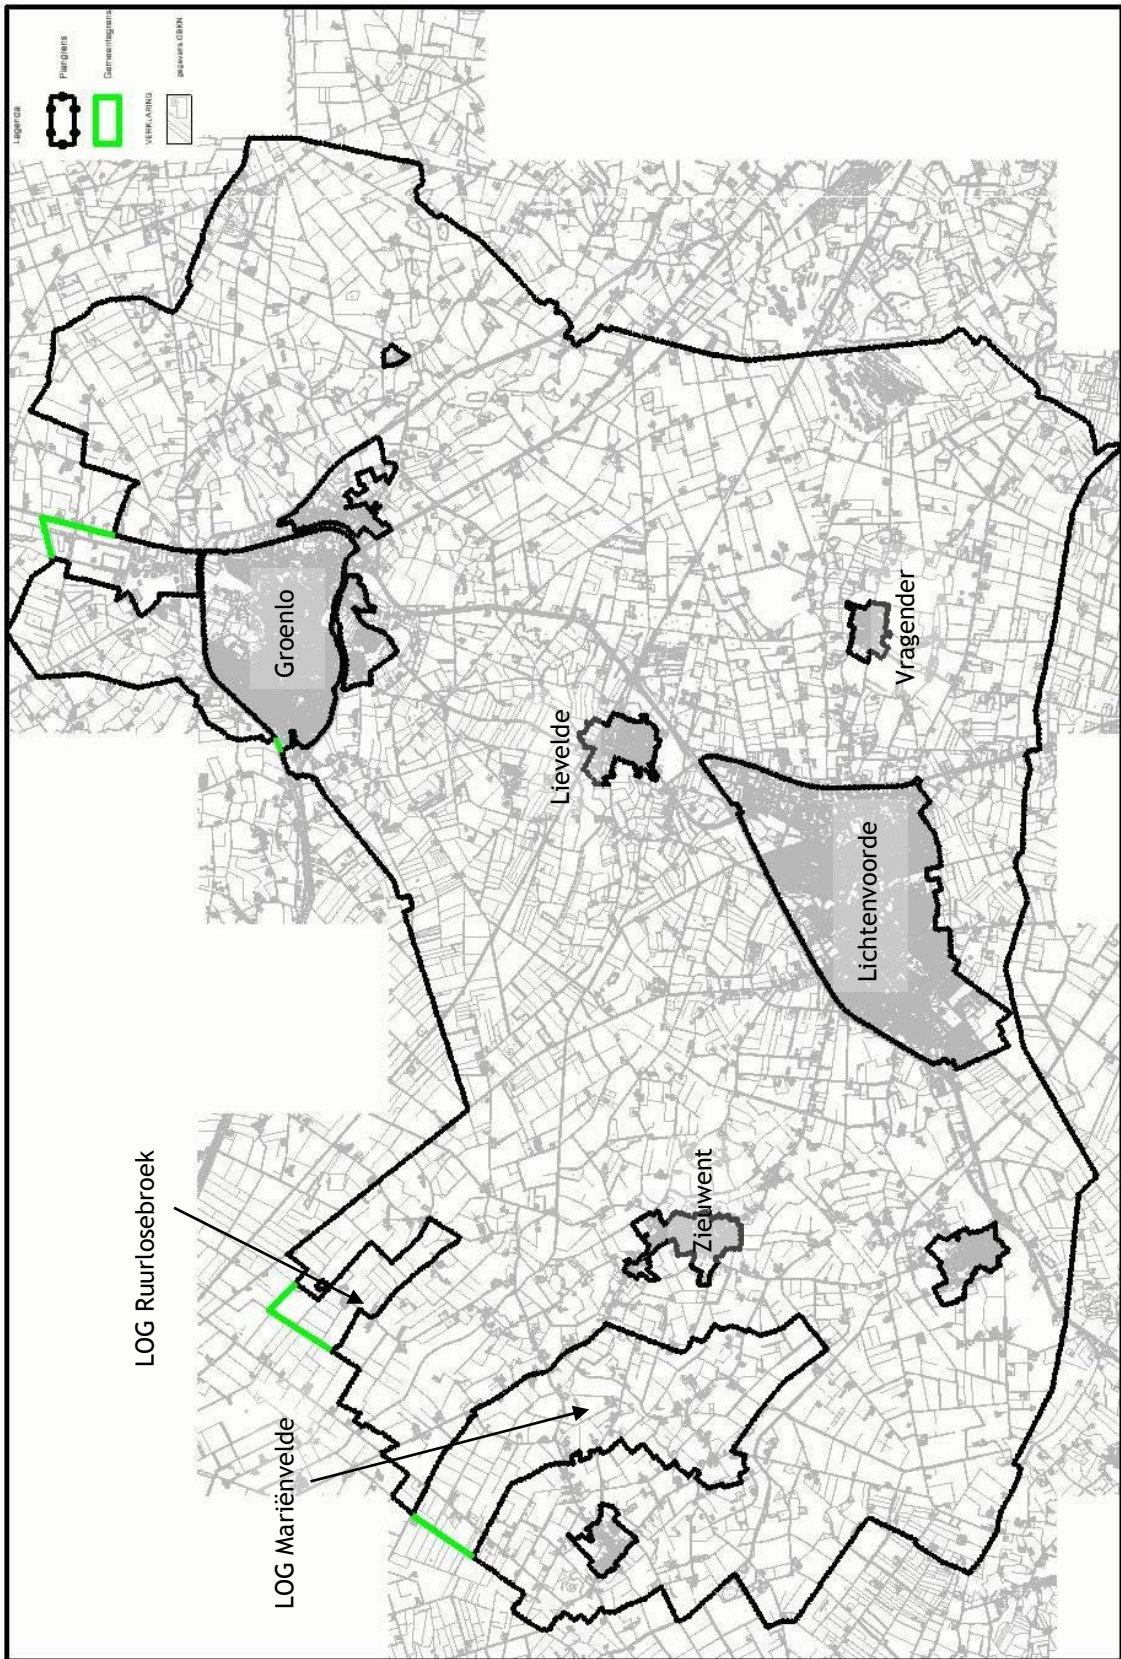 Legenda
Plangrens
Gemeentegrens
VERKLARING
gegevens GBKN
Groenlo
Lievelde
Vragender
Lichtenvoorde
Zieuwent
LOG Ruurlosebroek
LOG Mariënvelde